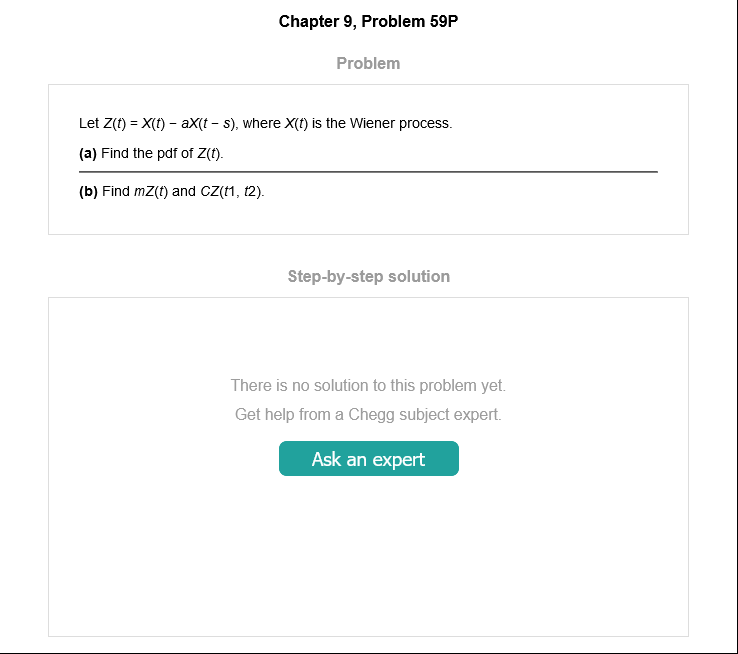 Chapter 9, Problem 59P
Problem
Let Z(t) = X(t) − aX(t − s), where X(t) is the Wiener process.
(a) Find the pdf of Z(t).
(b) Find mZ(t) and CZ(t1, t2).
Step-by-step solution
There is no solution to this problem yet.
Get help from a Chegg subject expert.
Ask an expert